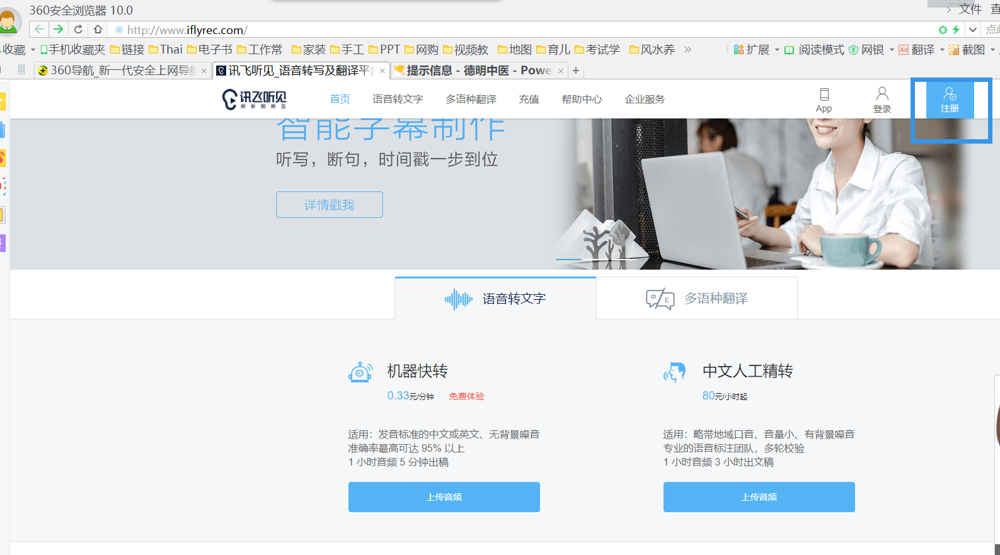 360安全浏览器 10.0
文件
http://www.iflyrec.com/
收藏 手机收藏夹 链接 Thai 电子书 工作常 家装 手工 PPT 网购 视频教 地图 育儿 考试学 风水养 » 扩展 阅读模式 网银 Aa 翻译 截图
360导航_新一代安全上网导航 × 讯飞听见_语音转写及翻译平台 × 提示信息 - 德明中医 - Powe × +
讯飞听见 首页 语音转文字 多语种翻译 充值 帮助中心 企业服务 App 登录 注册
所听即所见
智能字幕制作
听写，断句，时间戳一步到位
详情戳我
语音转文字 中 E 多语种翻译
机器快转
0.33元/分钟 免费体验
适用：发音标准的中文或英文、无背景噪音
准确率最高可达 95% 以上
1 小时音频 5 分钟出稿
上传音频
中文人工精转
80元/小时起
适用：略带地域口音、音量小、有背景噪音
专业的语音标注团队，多轮校验
1 小时音频 3 小时出文稿
上传音频